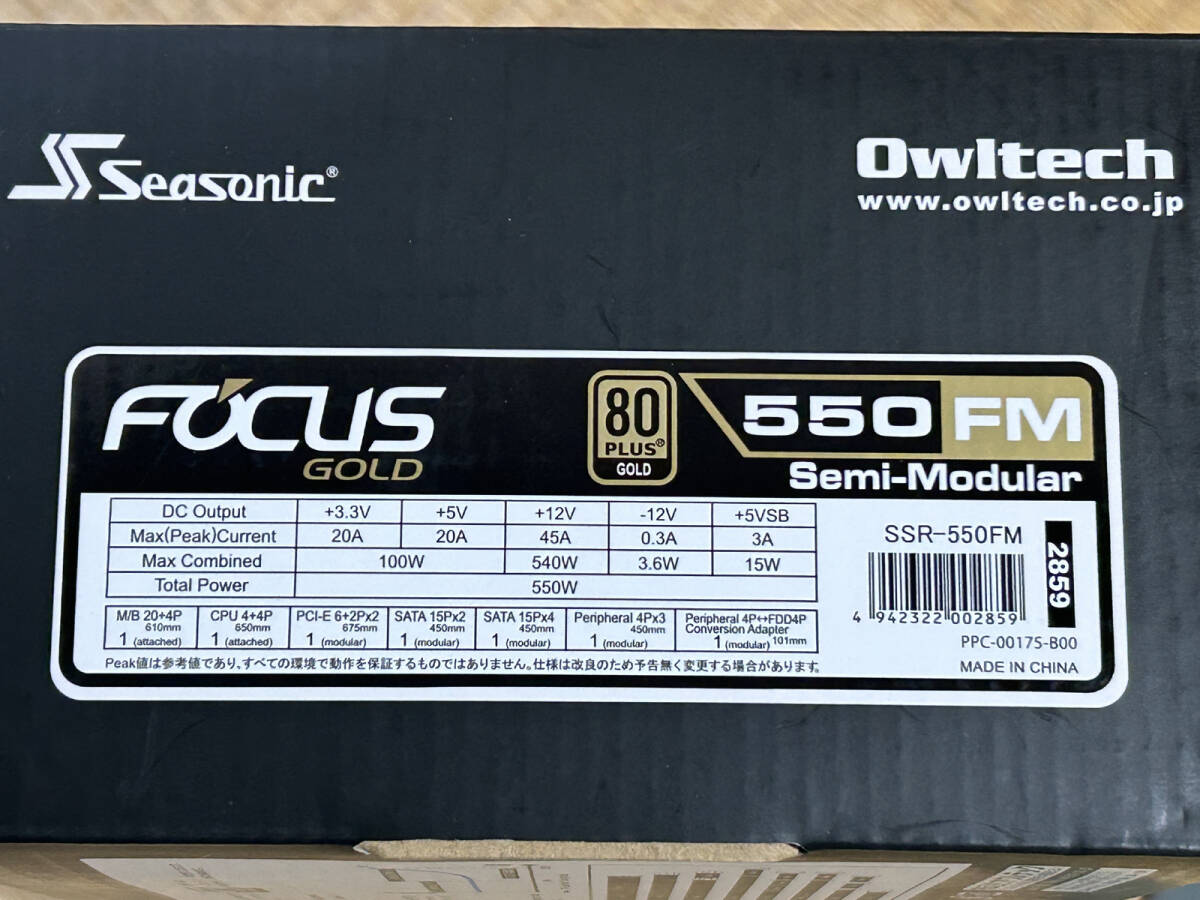 Seasonic®
Owltech
www.owltech.co.jp
FOCUS
GOLD
80
PLUS®
GOLD
550 FM
Semi-Modular
DC Output +3.3V +5V +12V -12V +5VSB
Max(Peak)Current 20A 20A 45A 0.3A 3A
Max Combined 100W 540W 3.6W 15W
Total Power 550W
M/B 20+4P CPU 4+4P PCI-E 6+2Px2 SATA 15Px2 SATA 15Px4 Peripheral 4Px3 Peripheral 4P↔FDD4P
610mm 650mm 675mm 450mm 450mm 450mm Conversion Adapter
1 (attached) 1 (attached) 1 (modular) 1 (modular) 1 (modular) 1 (modular) 1 (modular) 101mm
Peak値は参考値であり、すべての環境で動作を保証するものではありません。仕様は改良のため予告無く変更する場合があります。
SSR-550FM
2859
4 942322 002859
PPC-00175-B00
MADE IN CHINA